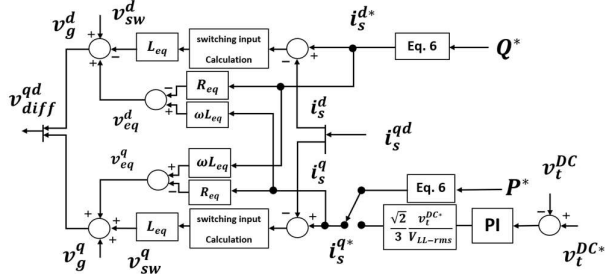 v_g^d v_sw^d i_s^d*
+ + − L_eq switching input Calculation − + Eq. 6 Q*
+
− R_eq
v_diff^qd v_eq^d + ωL_eq i_s^d
i_s^qd
v_eq^q + ωL_eq i_s^q v_t^DC
− R_eq Eq. 6 P*
+ + + L_eq switching input Calculation − + √2/3 v_t^DC*/V_LL−rms PI − +
v_g^q v_sw^q i_s^q* v_t^DC*